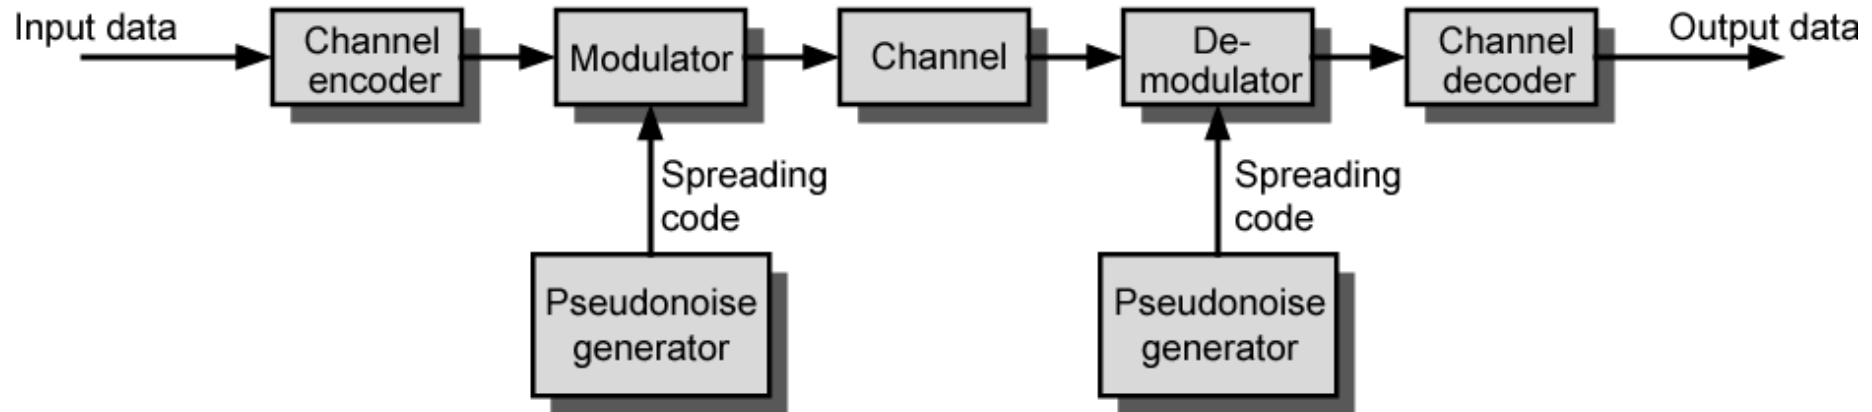 Input data
Channel
encoder
Modulator
Channel
De-
modulator
Channel
decoder
Output data
Spreading
code
Spreading
code
Pseudonoise
generator
Pseudonoise
generator